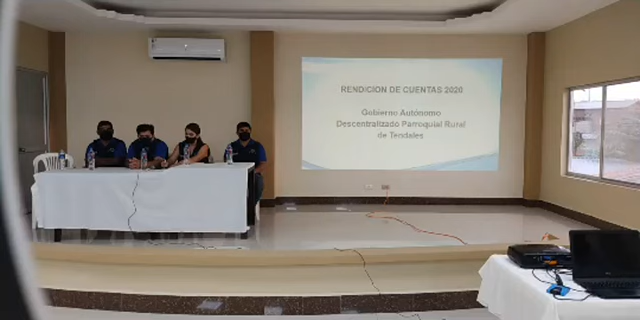 RENDICION DE CUENTAS 2020
Gobierno Autónomo
Descentralizado Parroquial Rural
de Tendales